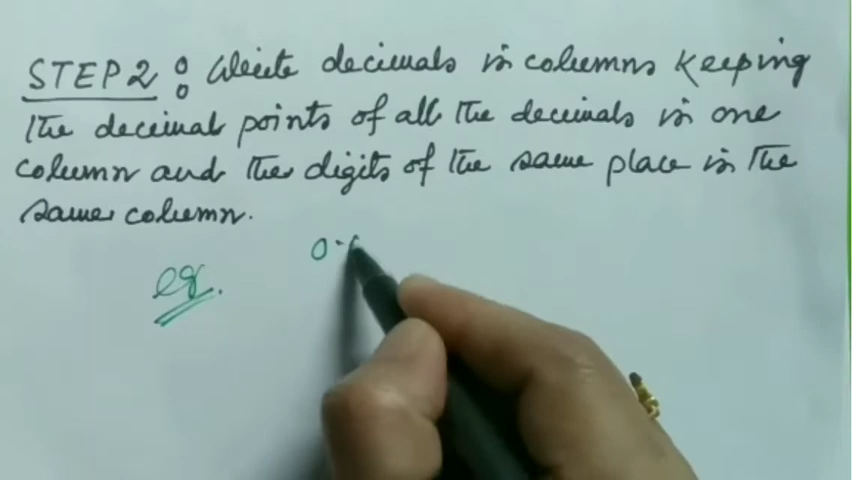 STEP 2 : Write decimals in columns keeping
the decimal points of all the decimals in one
column and the digits of the same place in the
same column.
eg. 0.